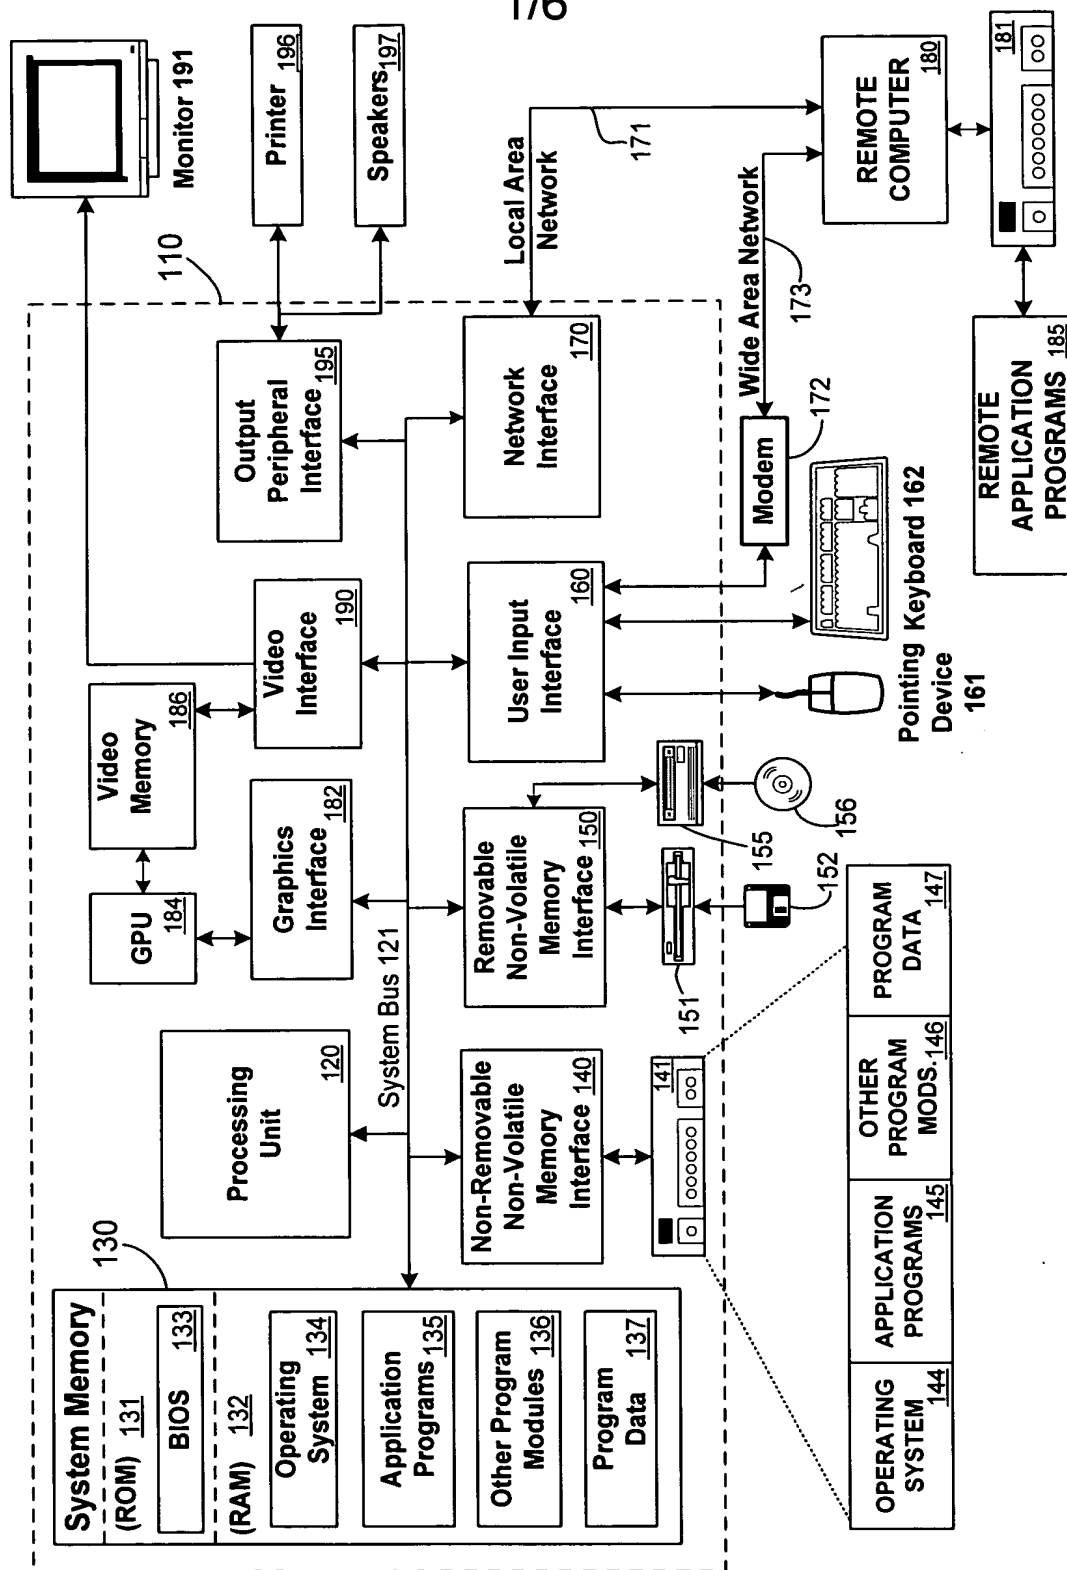 1/6
System Memory
(ROM) 131
BIOS 133
(RAM) 132
Operating
System 134
Application
Programs 135
Other Program
Modules 136
Program
Data 137
130
Processing
Unit
120
System Bus 121
GPU
184
Video
Memory
186
Graphics
Interface
182
Video
Interface
190
Output
Peripheral
Interface 195
110
Monitor 191
Printer
196
Speakers
197
Non-Removable
Non-Volatile
Memory
Interface 140
Removable
Non-Volatile
Memory
Interface 150
User Input
Interface
160
Network
Interface
170
Local Area
Network
171
Wide Area Network
173
Modem
172
141
151
152
155
156
Pointing
Device
161
Keyboard 162
REMOTE
COMPUTER
180
181
REMOTE
APPLICATION
PROGRAMS 185
OPERATING
SYSTEM 144
APPLICATION
PROGRAMS 145
OTHER
PROGRAM
MODS. 146
PROGRAM
DATA
147